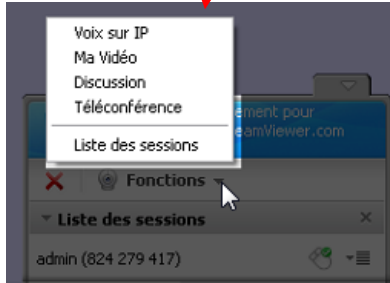 Voix sur IP
Ma Vidéo
Discussion
Téléconférence
Liste des sessions
ement pour
eamViewer.com
Fonctions
Liste des sessions
admin (824 279 417)